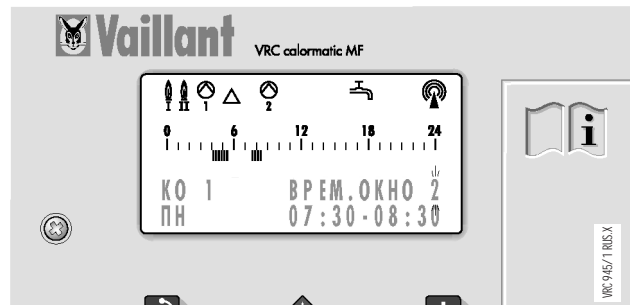 Vaillant
VRC calormatic MF
I II 1 2
0 6 12 18 24
КО 1 ВРЕМ.ОКНО 2
ПН 07:30-08:30
i
VRC 945/1 RUS.X